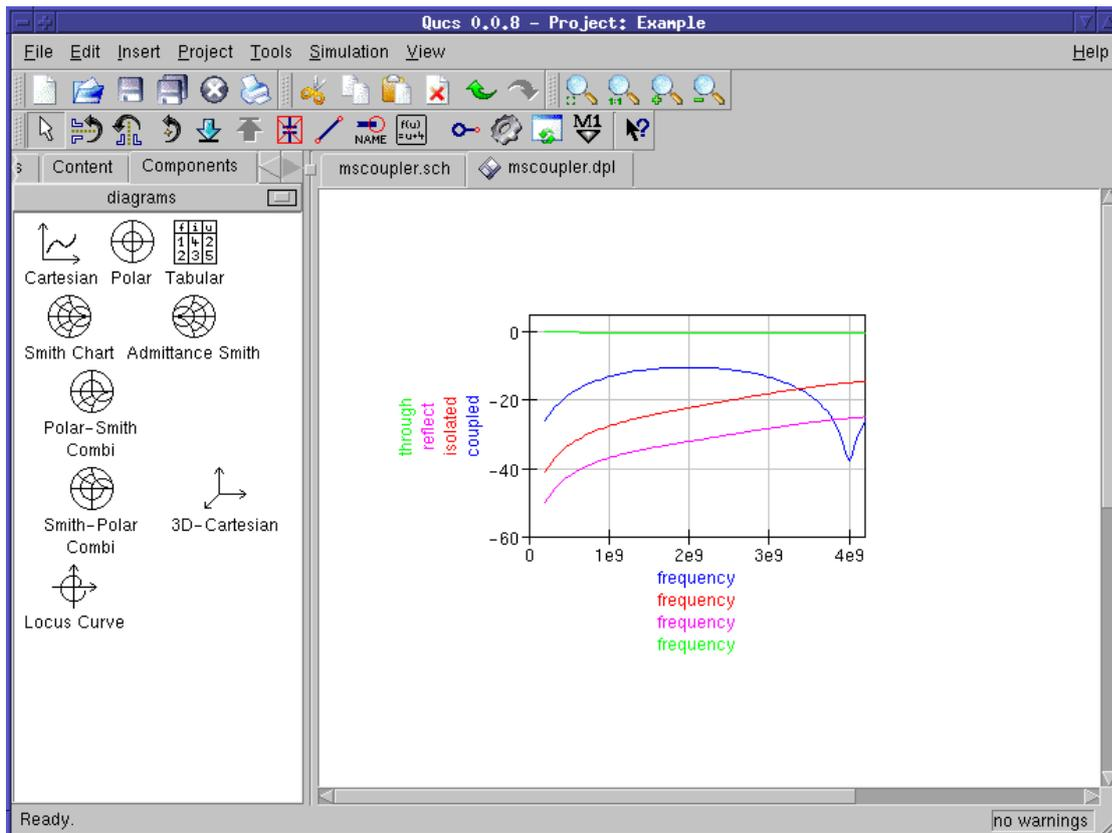 Qucs 0.0.8 - Project: Example
File Edit Insert Project Tools Simulation View Help
1:1
NAME
f(u)
=u+4
M1
s Content Components
mscoupler.sch mscoupler.dpl
diagrams
f i u
1 4 2
2 3 5
Cartesian Polar Tabular
Smith Chart Admittance Smith
Polar-Smith
Combi
Smith-Polar
Combi
3D-Cartesian
Locus Curve
through
reflect
isolated
coupled
0
-20
-40
-60
0 1e9 2e9 3e9 4e9
frequency
frequency
frequency
frequency
Ready. no warnings